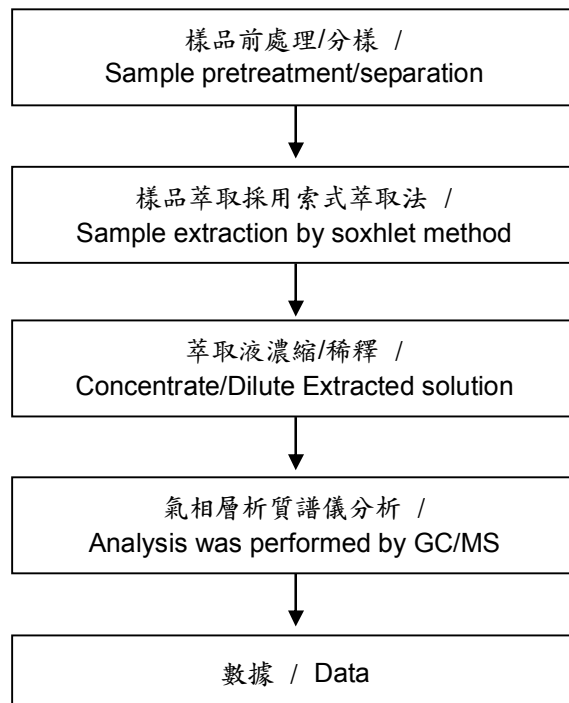 樣品前處理/分樣 /
Sample pretreatment/separation
樣品萃取採用索式萃取法 /
Sample extraction by soxhlet method
萃取液濃縮/稀釋 /
Concentrate/Dilute Extracted solution
氣相層析質譜儀分析 /
Analysis was performed by GC/MS
數據 / Data